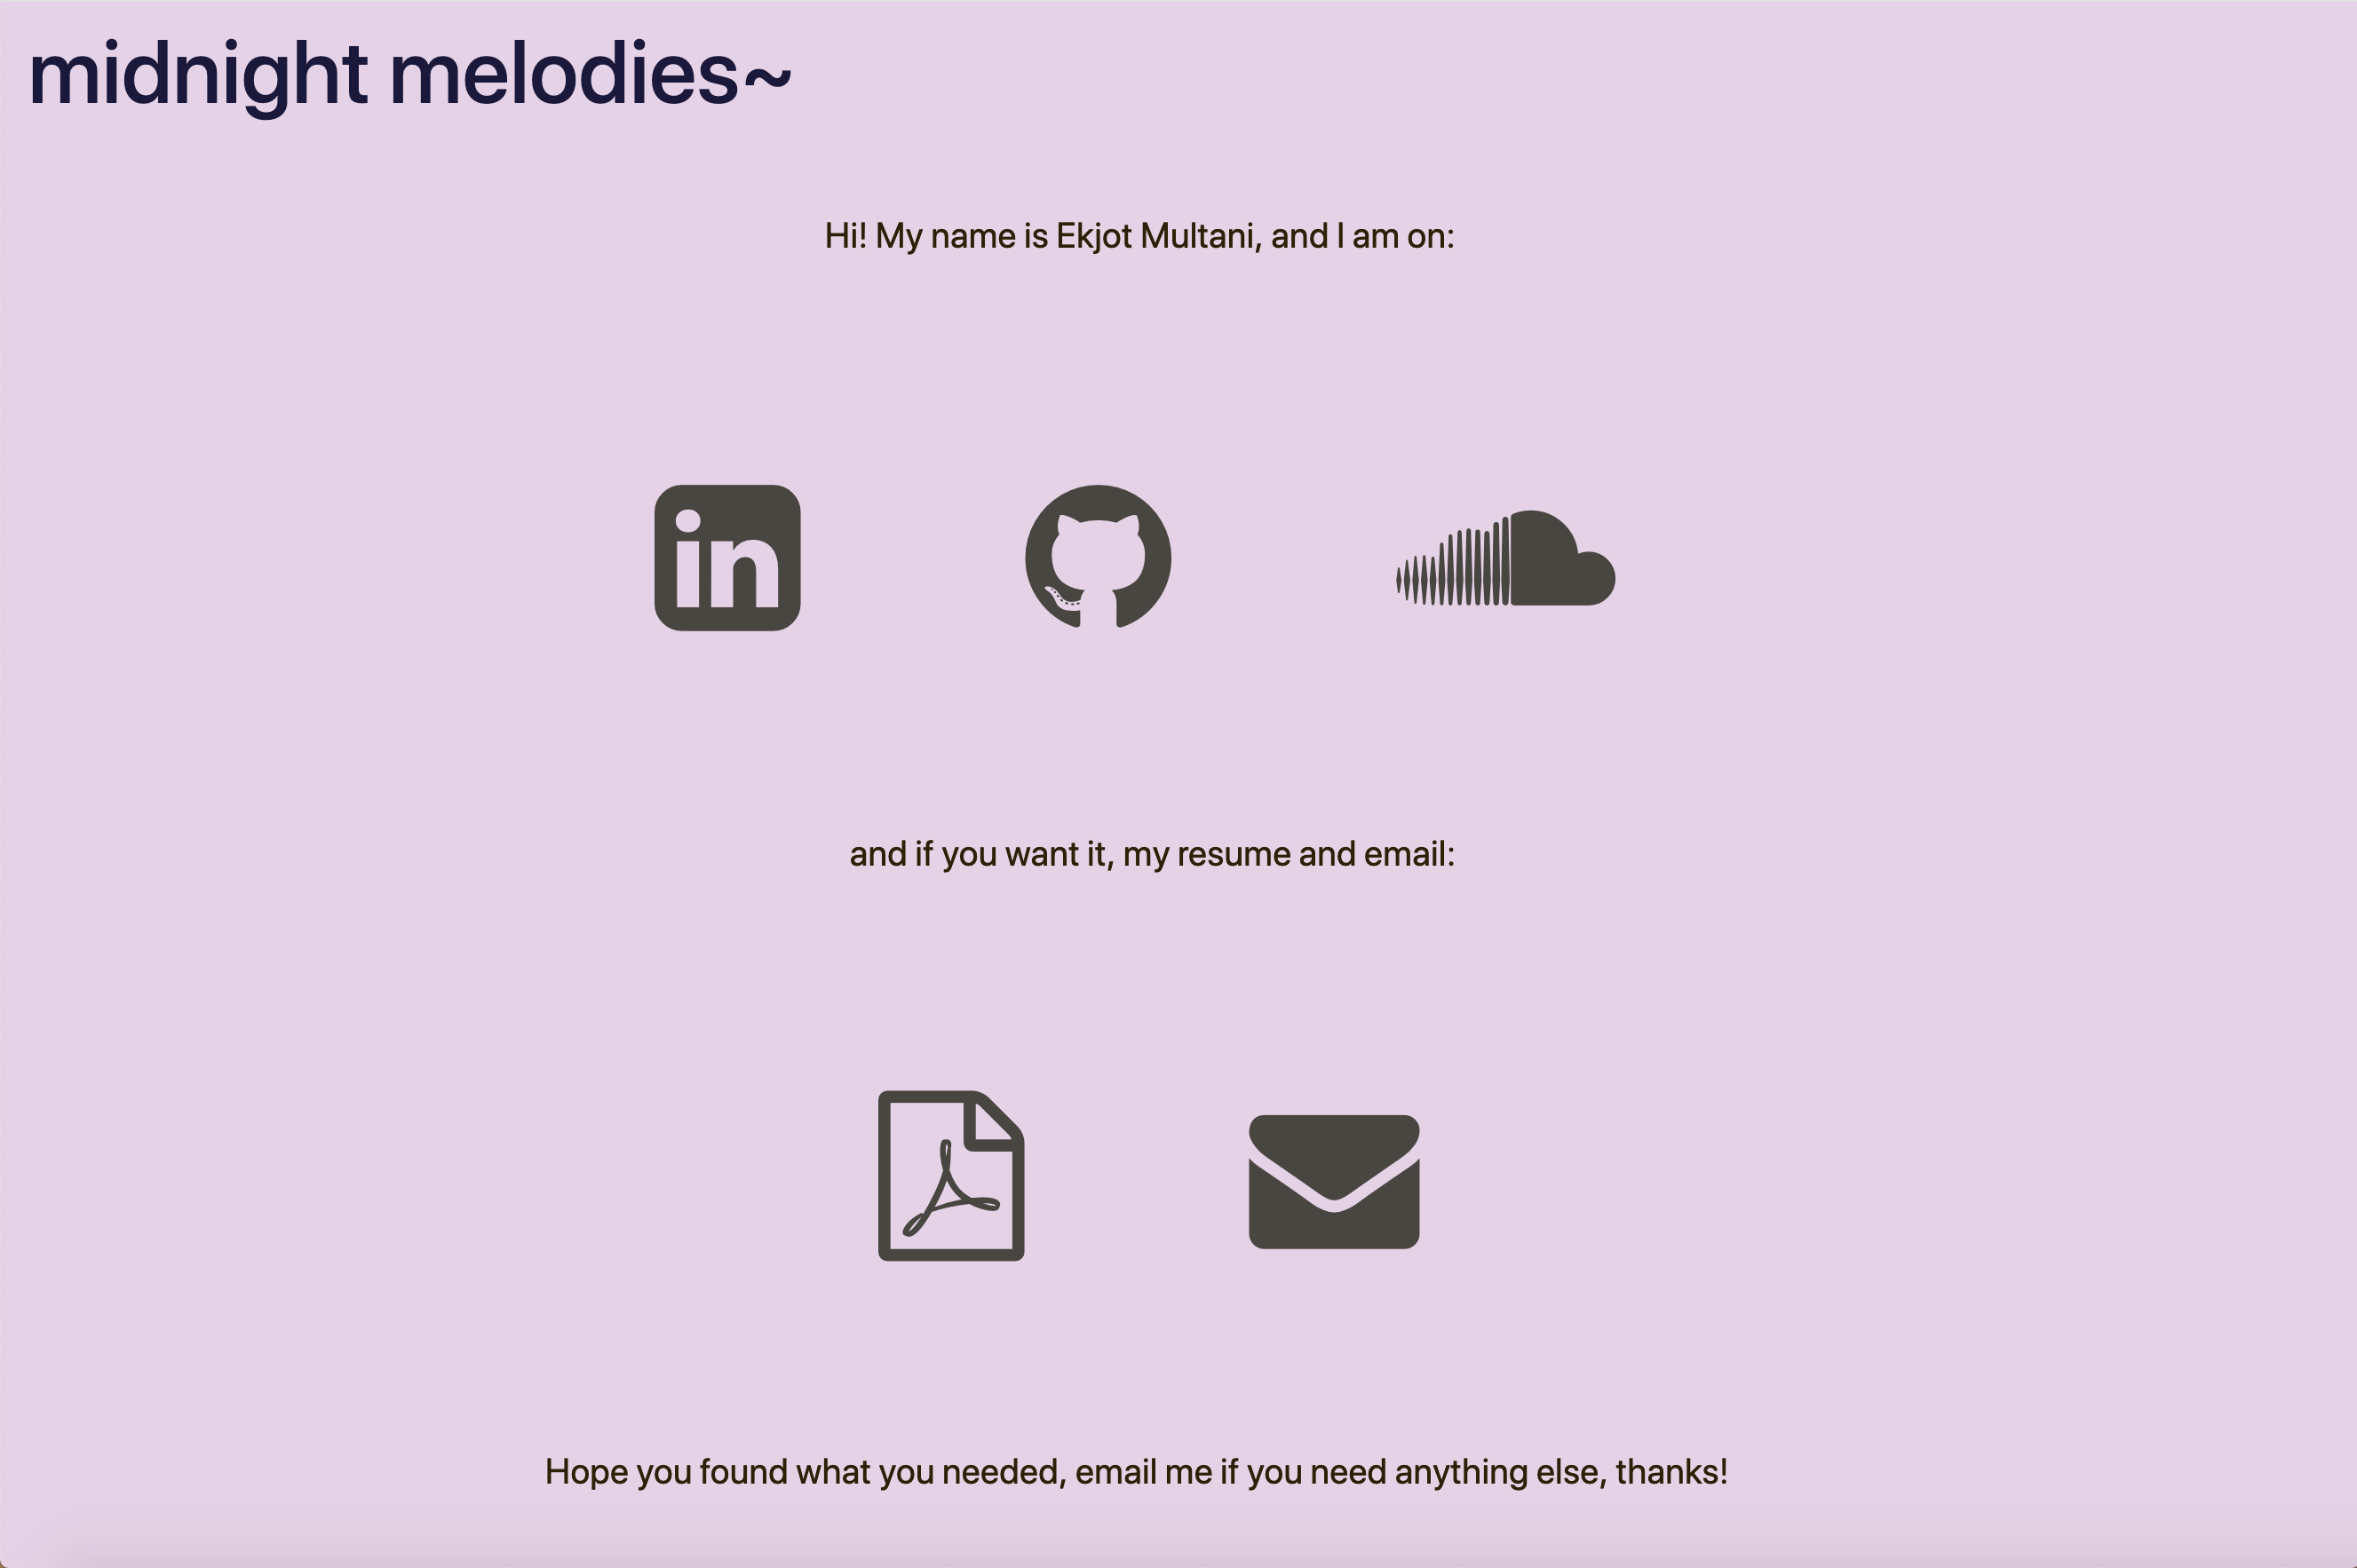 midnight melodies~
Hi! My name is Ekjot Multani, and I am on:
in
and if you want it, my resume and email:
Hope you found what you needed, email me if you need anything else, thanks!